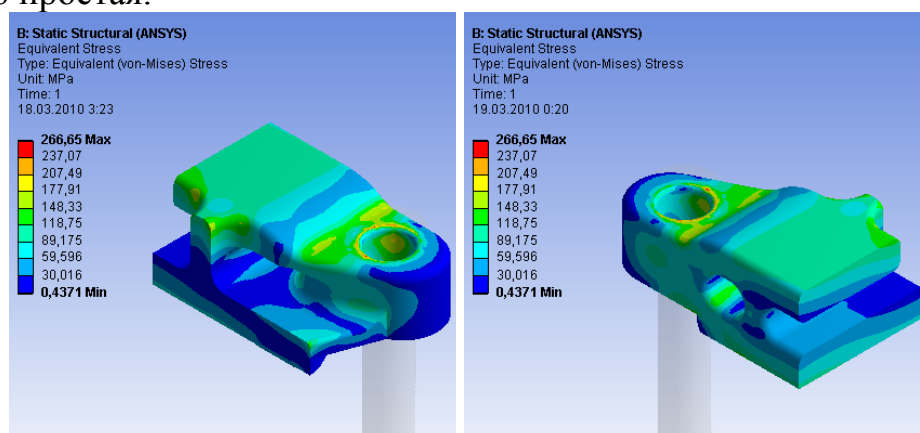 простая.
B: Static Structural (ANSYS)
Equivalent Stress
Type: Equivalent (von-Mises) Stress
Unit: MPa
Time: 1
18.03.2010 3:23
266,65 Max
237,07
207,49
177,91
148,33
118,75
89,175
59,596
30,016
0,4371 Min
B: Static Structural (ANSYS)
Equivalent Stress
Type: Equivalent (von-Mises) Stress
Unit: MPa
Time: 1
19.03.2010 0:20
266,65 Max
237,07
207,49
177,91
148,33
118,75
89,175
59,596
30,016
0,4371 Min